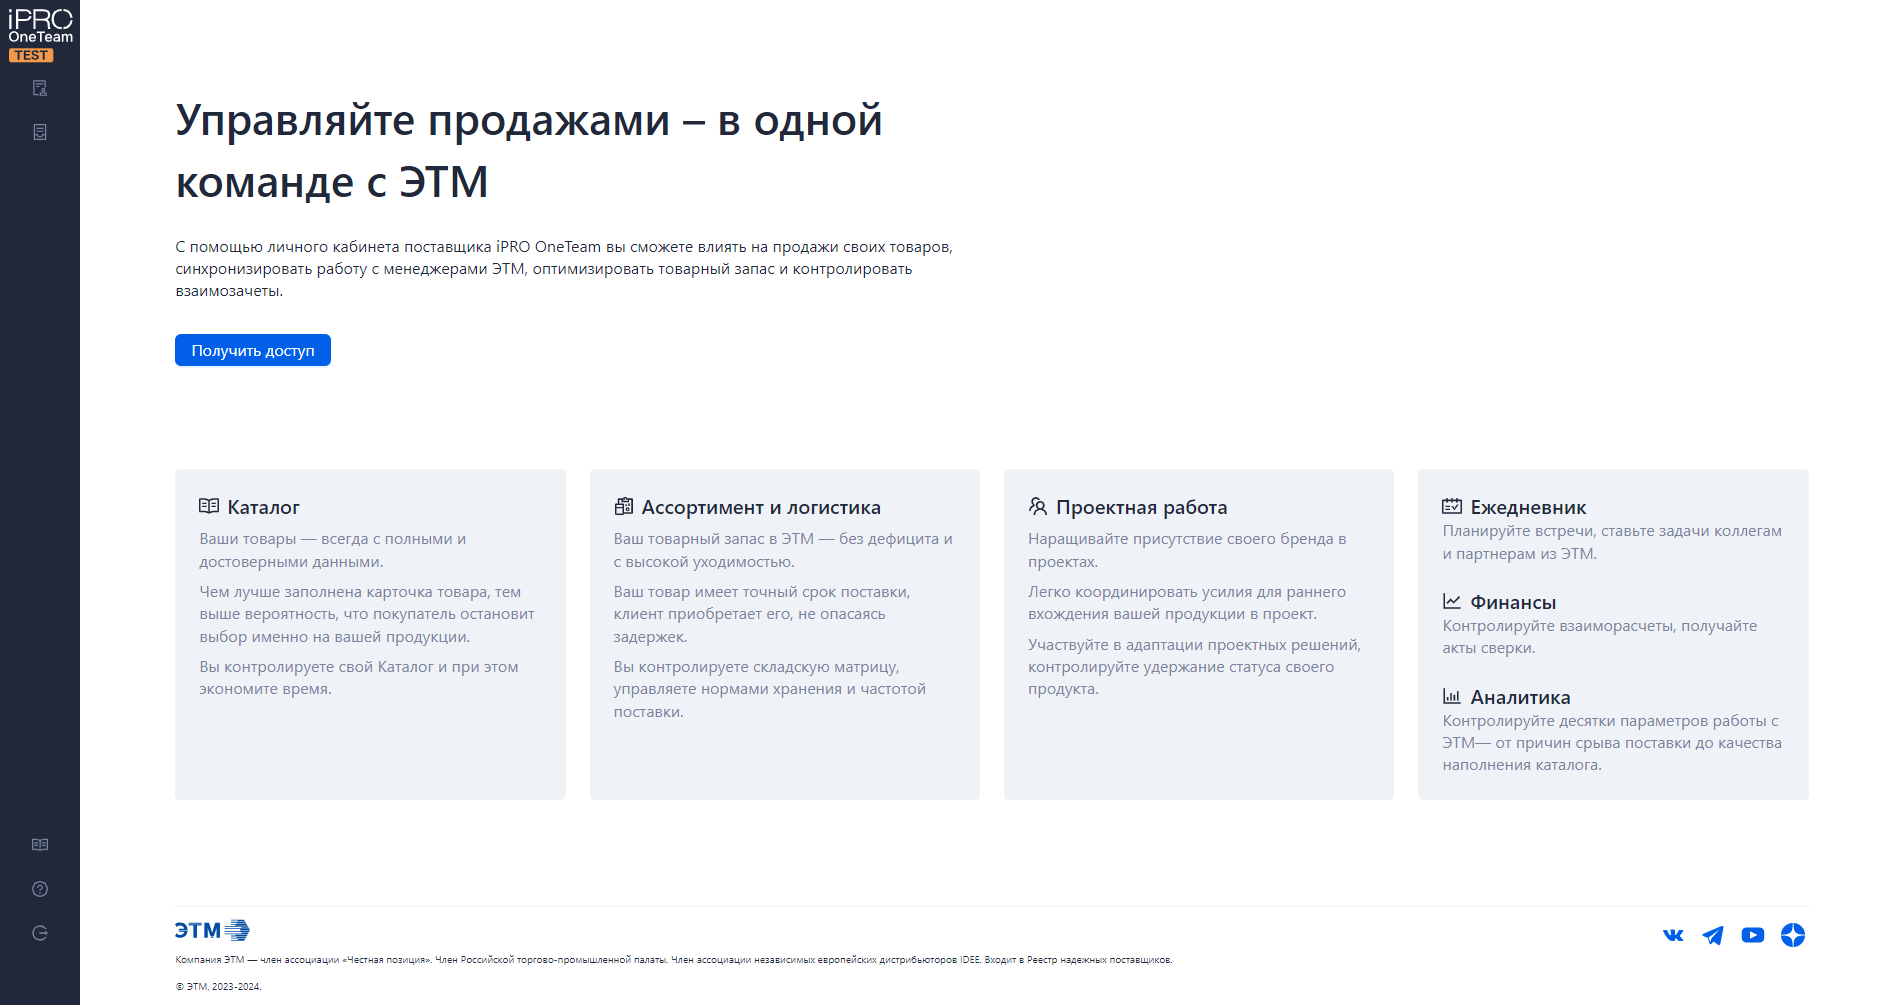 iPRO
OneTeam
TEST
Управляйте продажами – в одной
команде с ЭТМ
С помощью личного кабинета поставщика iPRO OneTeam вы сможете влиять на продажи своих товаров,
синхронизировать работу с менеджерами ЭТМ, оптимизировать товарный запас и контролировать
взаимозачеты.
Получить доступ
Каталог
Ваши товары — всегда с полными и
достоверными данными.
Чем лучше заполнена карточка товара, тем
выше вероятность, что покупатель остановит
выбор именно на вашей продукции.
Вы контролируете свой Каталог и при этом
экономите время.
Ассортимент и логистика
Ваш товарный запас в ЭТМ — без дефицита и
с высокой уходимостью.
Ваш товар имеет точный срок поставки,
клиент приобретает его, не опасаясь
задержек.
Вы контролируете складскую матрицу,
управляете нормами хранения и частотой
поставки.
Проектная работа
Наращивайте присутствие своего бренда в
проектах.
Легко координировать усилия для раннего
вхождения вашей продукции в проект.
Участвуйте в адаптации проектных решений,
контролируйте удержание статуса своего
продукта.
Ежедневник
Планируйте встречи, ставьте задачи коллегам
и партнерам из ЭТМ.
Финансы
Контролируйте взаиморасчеты, получайте
акты сверки.
Аналитика
Контролируйте десятки параметров работы с
ЭТМ— от причин срыва поставки до качества
наполнения каталога.
ЭТМ
Компания ЭТМ — член ассоциации «Честная позиция». Член Российской торгово-промышленной палаты. Член ассоциации независимых европейских дистрибьюторов IDEE. Входит в Реестр надежных поставщиков.
© ЭТМ, 2023-2024.